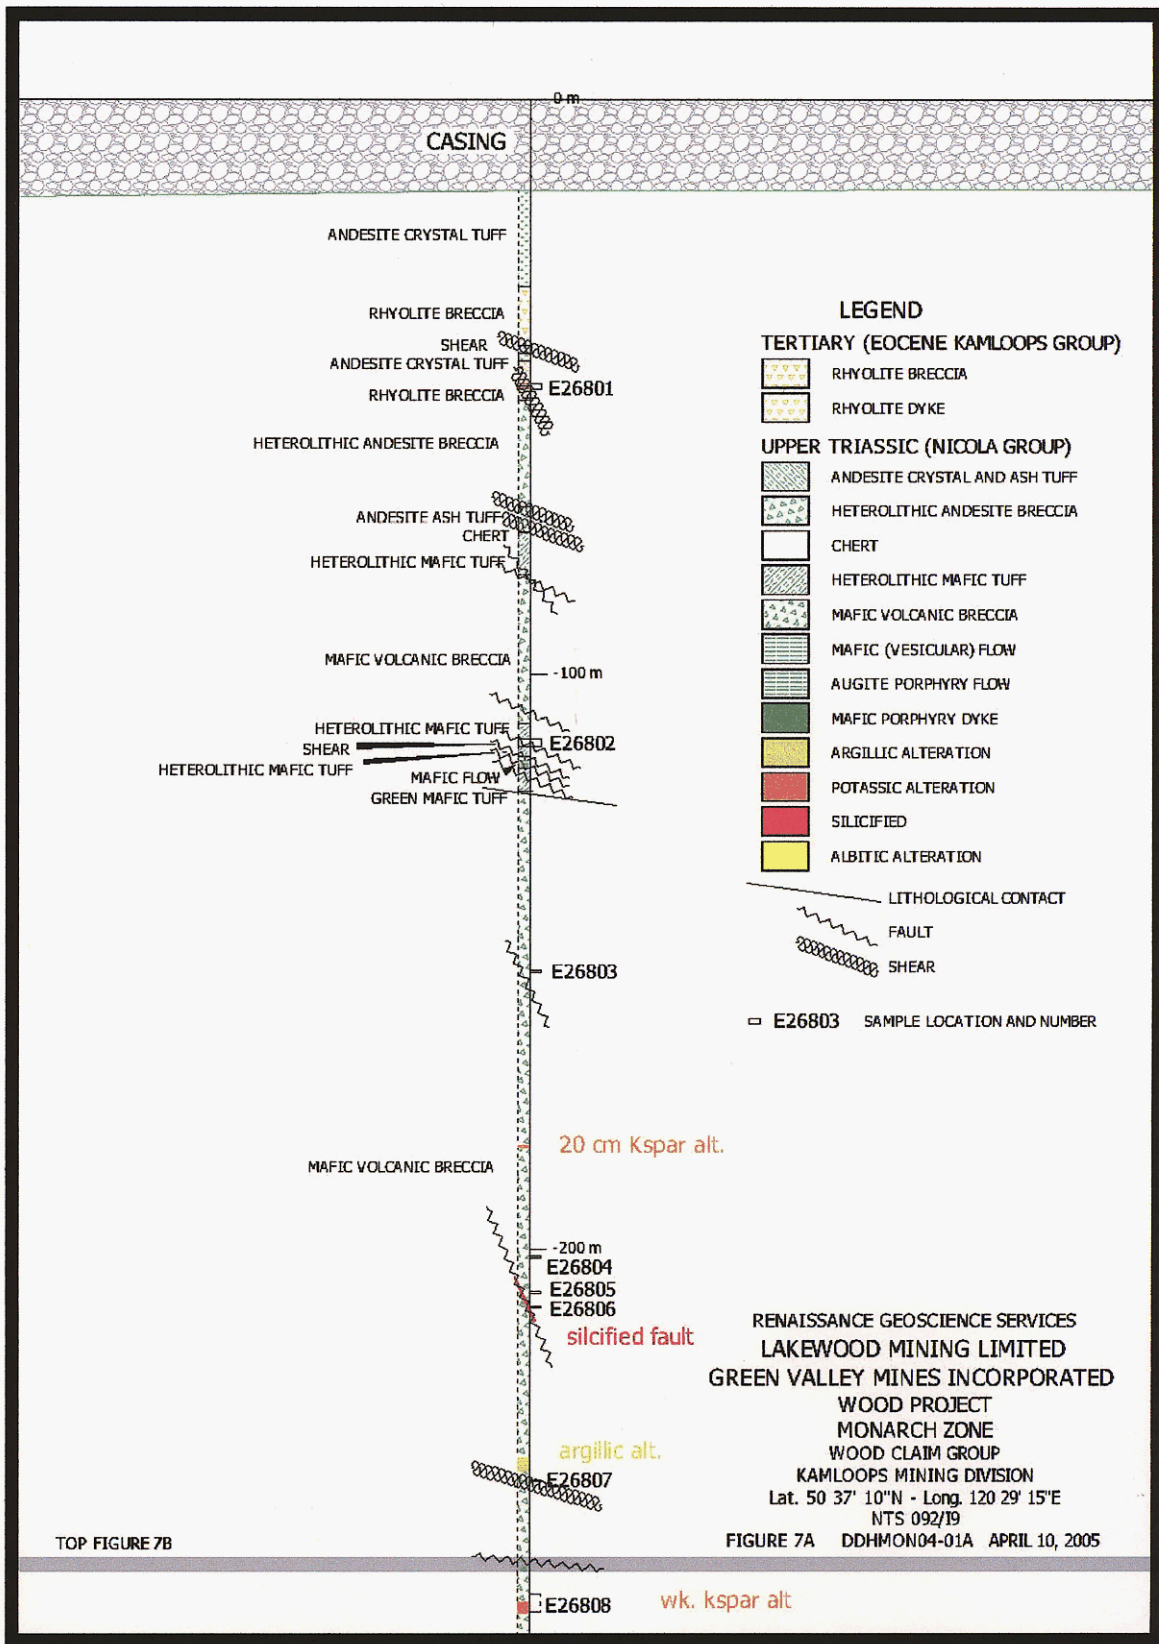 0 m
CASING
ANDESITE CRYSTAL TUFF
RHYOLITE BRECCIA
SHEAR
ANDESITE CRYSTAL TUFF
RHYOLITE BRECCIA
E26801
HETEROLITHIC ANDESITE BRECCIA
ANDESITE ASH TUFF
CHERT
HETEROLITHIC MAFIC TUFF
MAFIC VOLCANIC BRECCIA
-100 m
HETEROLITHIC MAFIC TUFF
E26802
SHEAR
HETEROLITHIC MAFIC TUFF
MAFIC FLOW
GREEN MAFIC TUFF
E26803
20 cm Kspar alt.
MAFIC VOLCANIC BRECCIA
-200 m
E26804
E26805
E26806
silcified fault
argillic alt.
E26807
TOP FIGURE 7B
E26808
wk. kspar alt
LEGEND
TERTIARY (EOCENE KAMLOOPS GROUP)
RHYOLITE BRECCIA
RHYOLITE DYKE
UPPER TRIASSIC (NICOLA GROUP)
ANDESITE CRYSTAL AND ASH TUFF
HETEROLITHIC ANDESITE BRECCIA
CHERT
HETEROLITHIC MAFIC TUFF
MAFIC VOLCANIC BRECCIA
MAFIC (VESICULAR) FLOW
AUGITE PORPHYRY FLOW
MAFIC PORPHYRY DYKE
ARGILLIC ALTERATION
POTASSIC ALTERATION
SILICIFIED
ALBITIC ALTERATION
LITHOLOGICAL CONTACT
FAULT
SHEAR
E26803 SAMPLE LOCATION AND NUMBER
RENAISSANCE GEOSCIENCE SERVICES
LAKEWOOD MINING LIMITED
GREEN VALLEY MINES INCORPORATED
WOOD PROJECT
MONARCH ZONE
WOOD CLAIM GROUP
KAMLOOPS MINING DIVISION
Lat. 50 37' 10"N - Long. 120 29' 15"E
NTS 092/I9
FIGURE 7A DDHMON04-01A APRIL 10, 2005